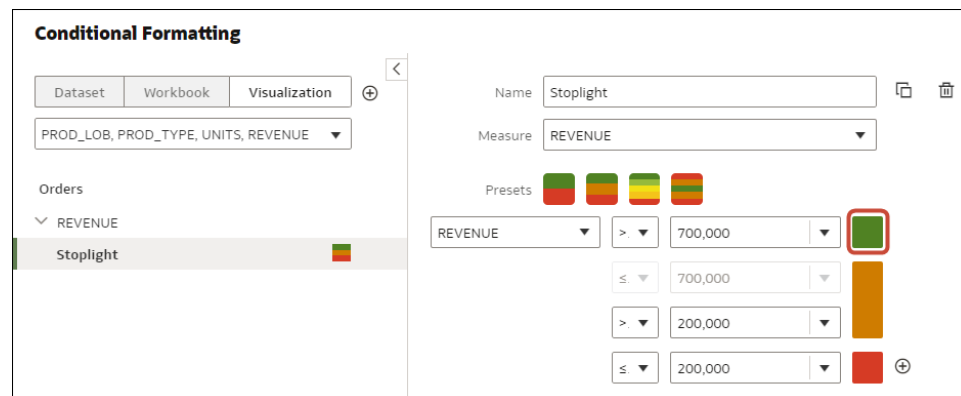 Conditional Formatting
Dataset Workbook Visualization
PROD_LOB, PROD_TYPE, UNITS, REVENUE
Orders
REVENUE
Stoplight
Name Stoplight
Measure REVENUE
Presets
REVENUE >. 700,000
≤. 700,000
>. 200,000
≤. 200,000